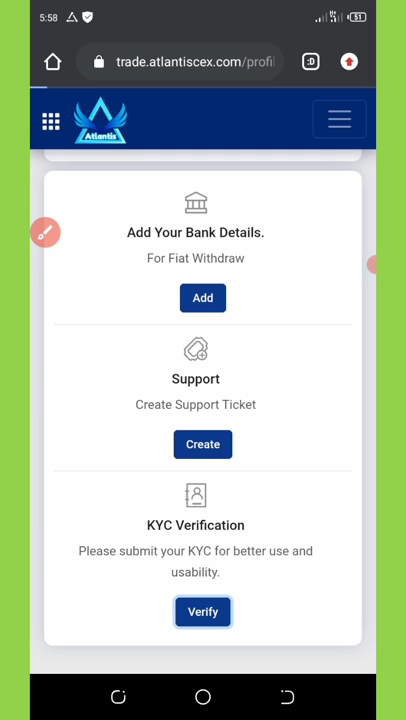 5:58
51
trade.atlantiscex.com/profi
:D
Atlantis
Add Your Bank Details.
For Fiat Withdraw
Add
Support
Create Support Ticket
Create
KYC Verification
Please submit your KYC for better use and
usability.
Verify